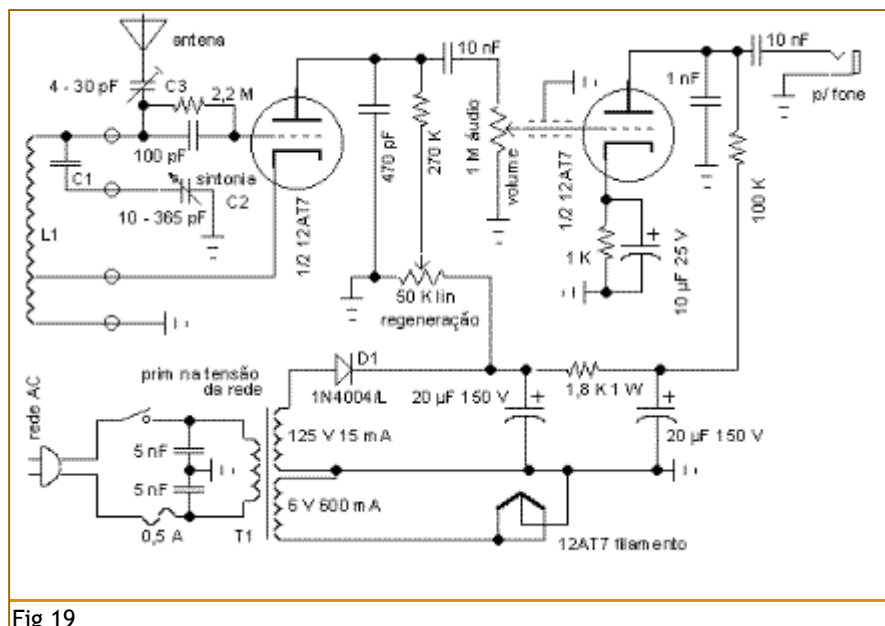 antena
4 - 30 pF
C3
2,2 M
100 pF
C1
sintonia
C2
10 - 365 pF
L1
1/2 12AT7
470 pF
270 K
10 nF
1 M áudio
volume
50 K lin
regeneração
1/2 12AT7
1 K
10 µF 25 V
1 nF
10 nF
p/ fone
100 K
prim na tensão
da rede
rede AC
5 nF
5 nF
0,5 A
T1
D1
1N4004/L
125 V 15 mA
6 V 600 mA
20 µF 150 V
1,8 K 1 W
20 µF 150 V
12AT7 filamento
Fig 19